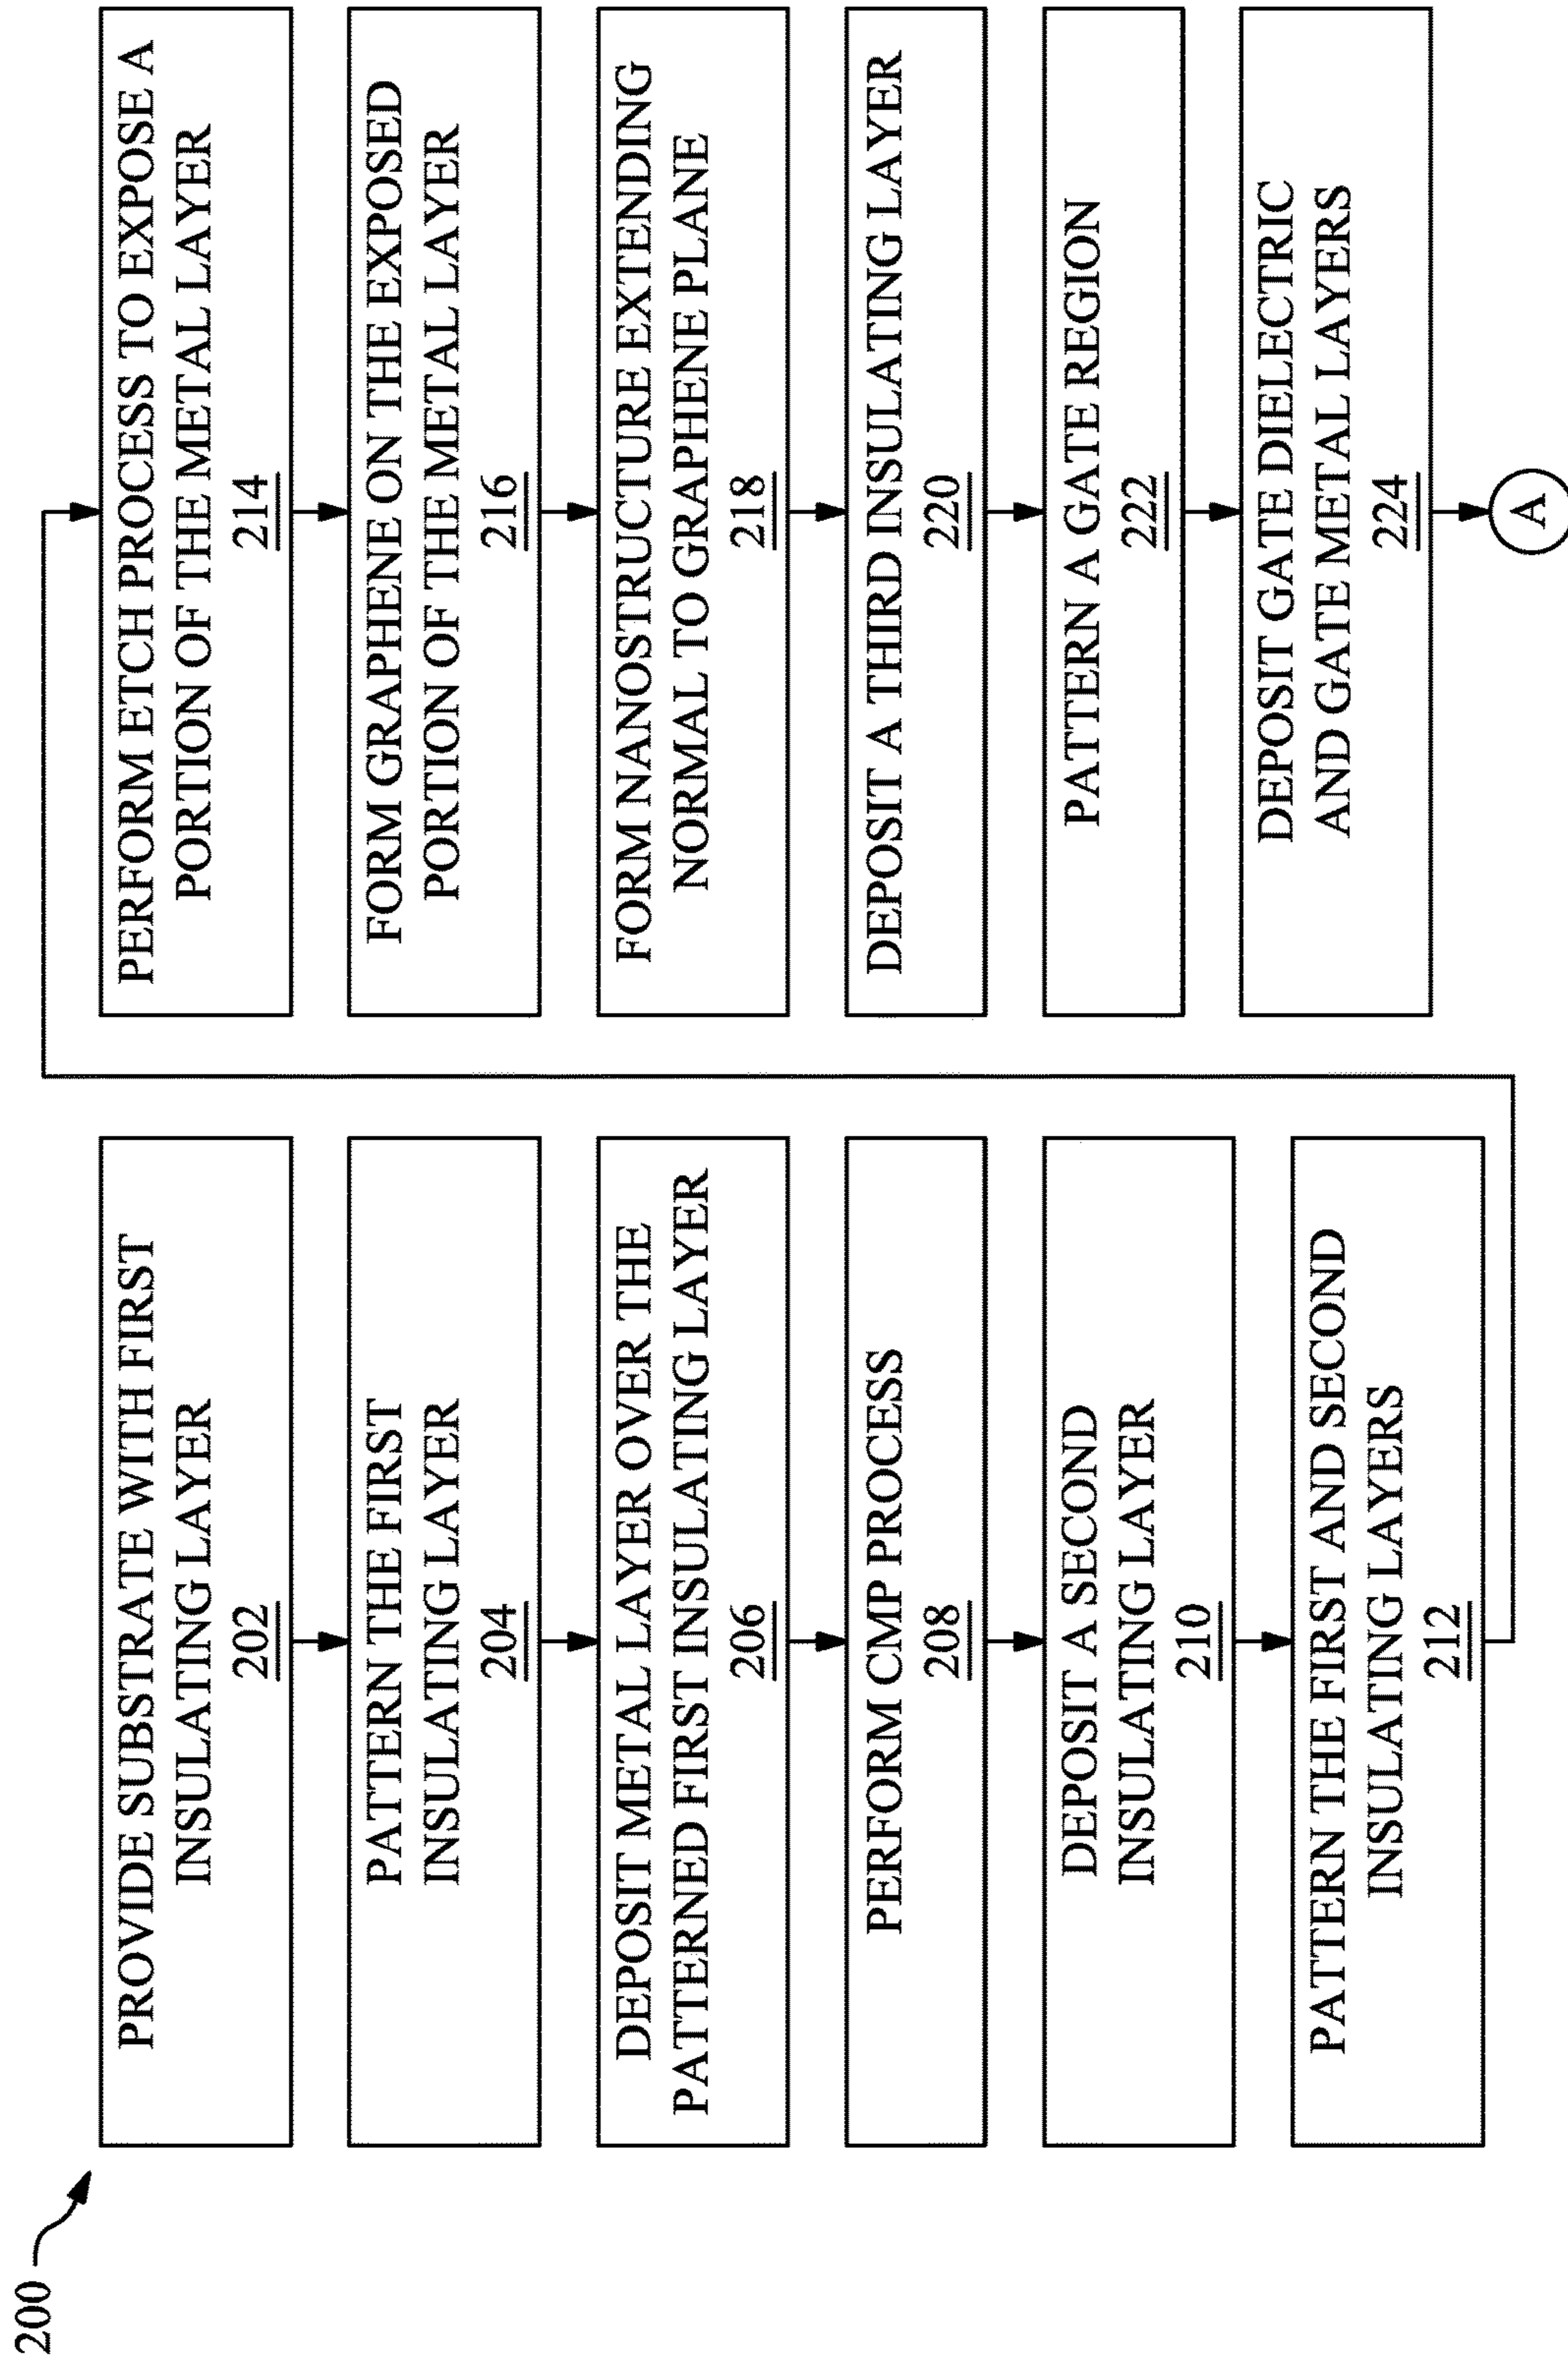 200
PROVIDE SUBSTRATE WITH FIRST
INSULATING LAYER
202
PATTERN THE FIRST
INSULATING LAYER
204
DEPOSIT METAL LAYER OVER THE
PATTERNED FIRST INSULATING LAYER
206
PERFORM CMP PROCESS
208
DEPOSIT A SECOND
INSULATING LAYER
210
PATTERN THE FIRST AND SECOND
INSULATING LAYERS
212
PERFORM ETCH PROCESS TO EXPOSE A
PORTION OF THE METAL LAYER
214
FORM GRAPHENE ON THE EXPOSED
PORTION OF THE METAL LAYER
216
FORM NANOSTRUCTURE EXTENDING
NORMAL TO GRAPHENE PLANE
218
DEPOSIT A THIRD INSULATING LAYER
220
PATTERN A GATE REGION
222
DEPOSIT GATE DIELECTRIC
AND GATE METAL LAYERS
224
A